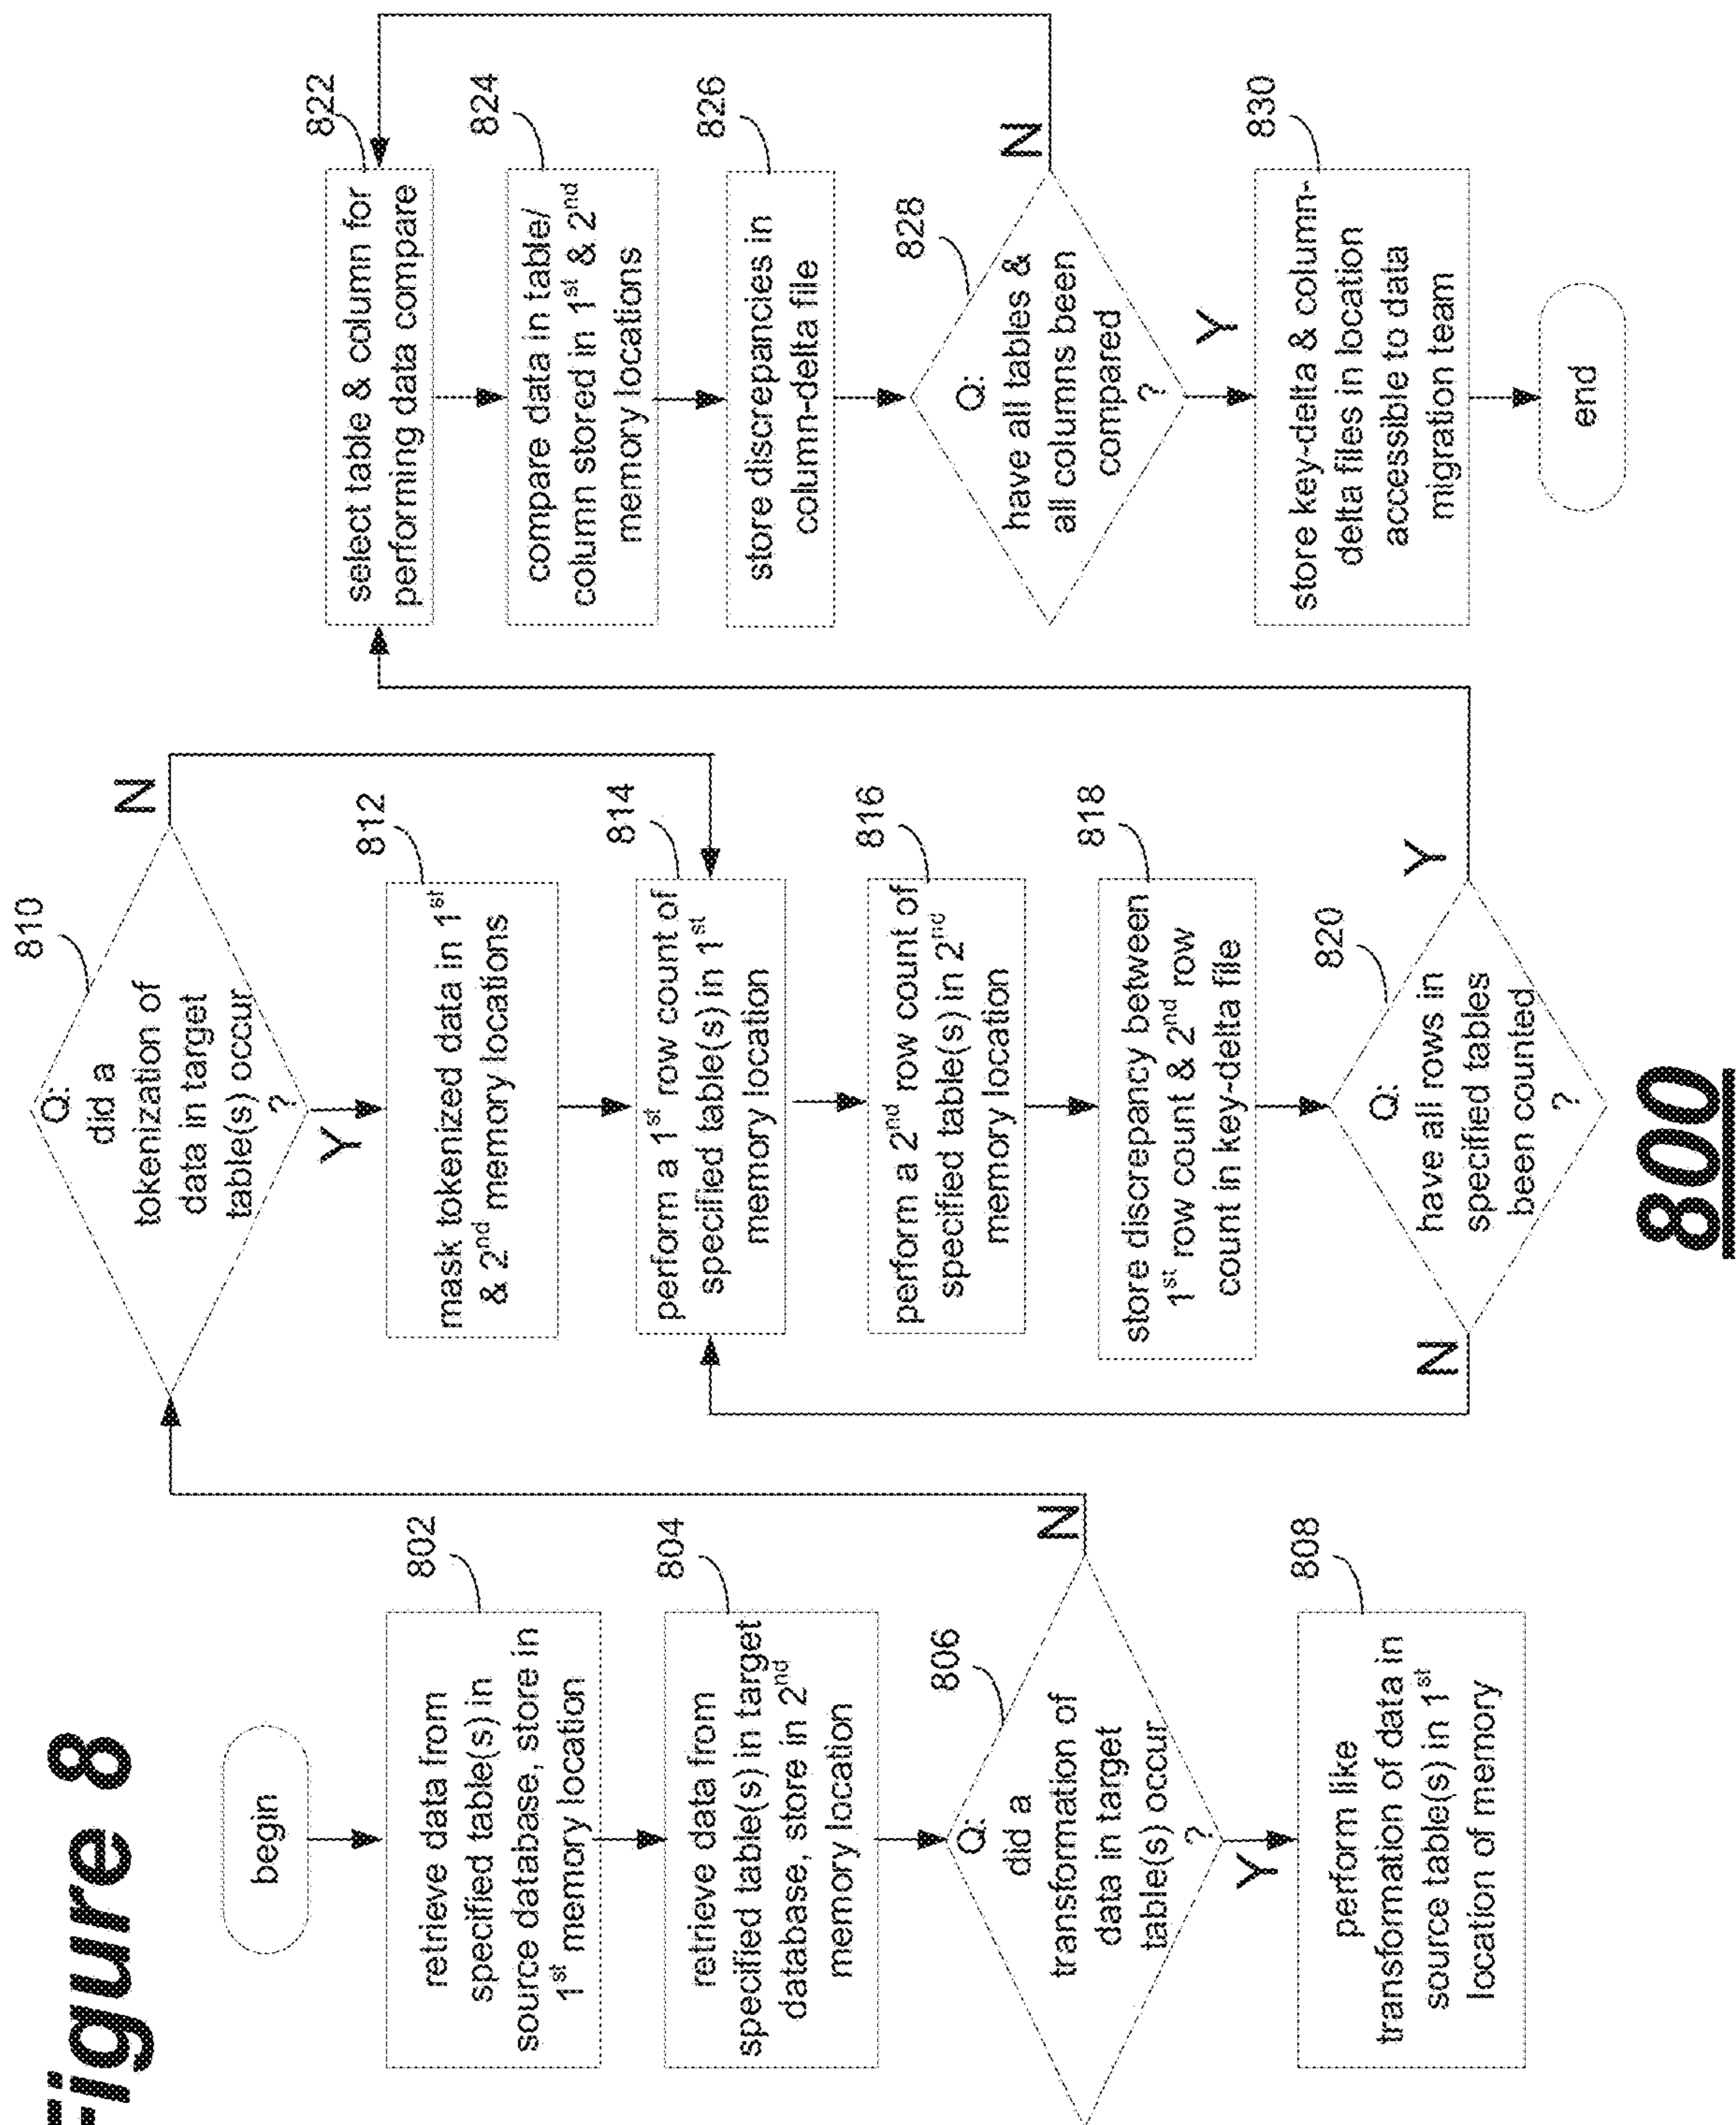 Figure 8
begin
802
retrieve data from
specified table(s) in
source database, store in
1st memory location
804
retrieve data from
specified table(s) in target
database, store in 2nd
memory location
806
Q:
did a
transformation of
data in target
table(s) occur
?
N
Y
808
perform like
transformation of data in
source table(s) in 1st
location of memory
810
Q:
did a
tokenization of
data in target
table(s) occur
?
N
Y
812
mask tokenized data in 1st
& 2nd memory locations
814
perform a 1st row count of
specified table(s) in 1st
memory location
816
perform a 2nd row count of
specified table(s) in 2nd
memory location
818
store discrepancy between
1st row count & 2nd row
count in key-delta file
820
Q:
have all rows in
specified tables
been counted
?
N
Y
822
select table & column for
performing data compare
824
compare data in table/
column stored in 1st & 2nd
memory locations
826
store discrepancies in
column-delta file
828
Q:
have all tables &
all columns been
compared
?
N
Y
830
store key-delta & column-
delta files in location
accessible to data
migration team
end
800